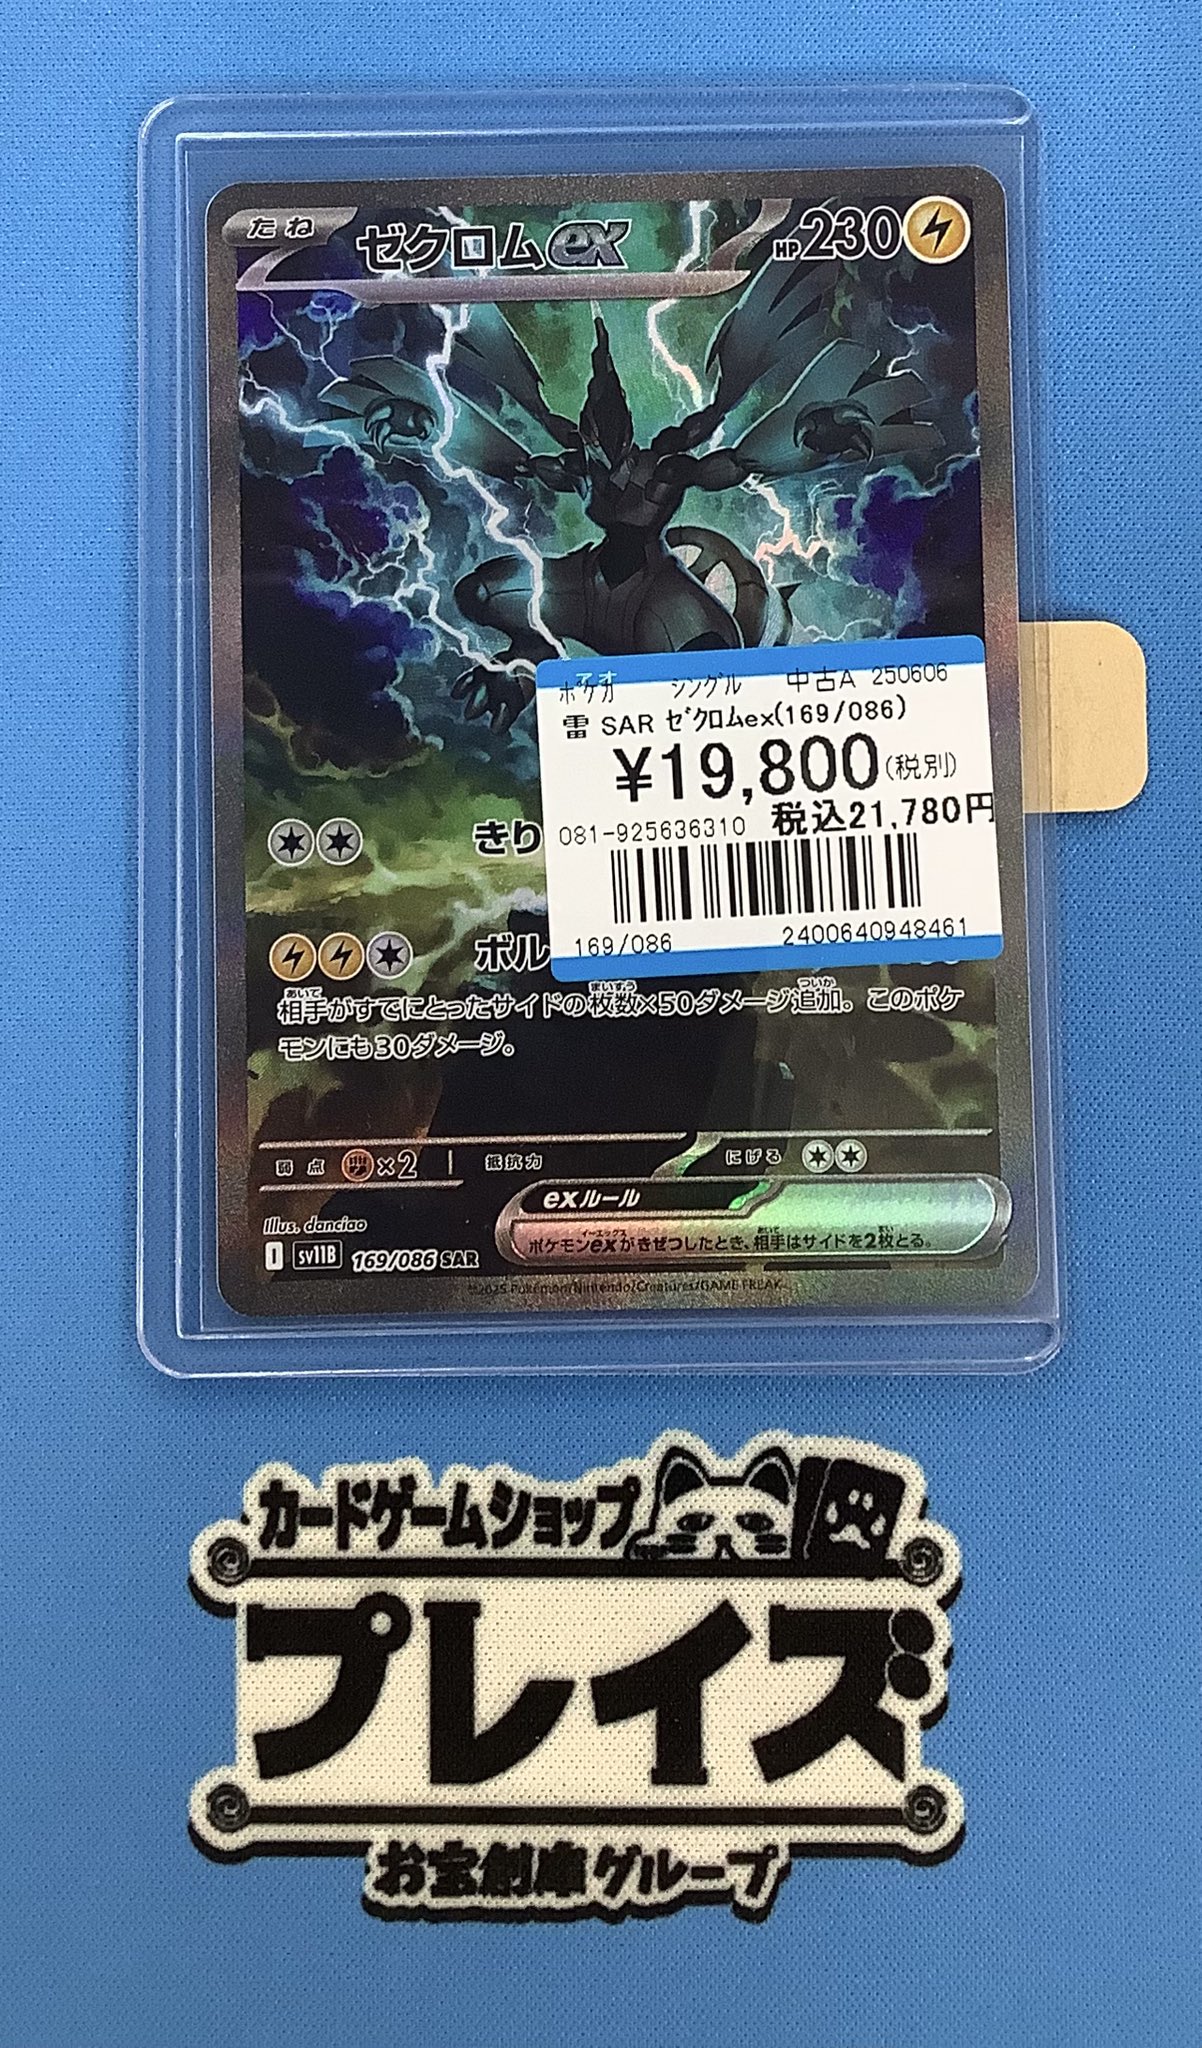 たね
ゼクロムex
HP230
ポケカ シングル 中古A 250606
雷 SAR ｾﾞｸﾛﾑex(169/086)
¥19,800(税別)
税込21,780円
081-925636310
169/086 2400640948461
きり
ボル
相手がすでにとったサイドの枚数×50ダメージ追加。このポケ
モンにも30ダメージ。
弱点 ×2 抵抗力 にげる
exルール
ポケモンexがきぜつしたとき、相手はサイドを2枚とる。
Illus. danciao
I sv11B 169/086 SAR
©2025 Pokémon/Nintendo/Creatures/GAME FREAK
カードゲームショップ
プレイズ
お宝創庫グループ